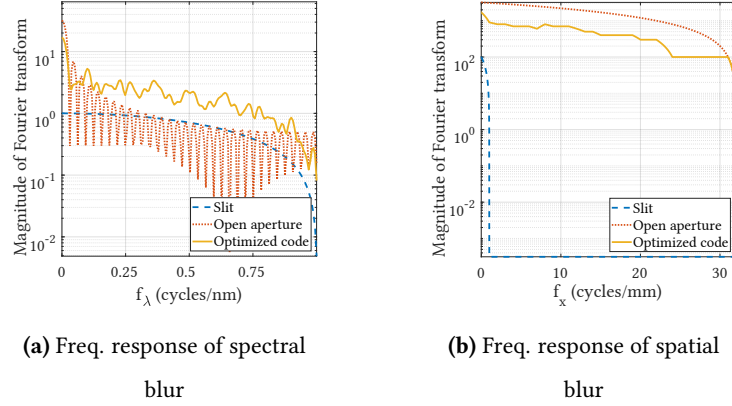 Magnitude of Fourier transform
10^1
10^0
10^-1
10^-2
0
0.25
0.5
0.75
f_λ (cycles/nm)
Slit
Open aperture
Optimized code
(a) Freq. response of spectral
blur
Magnitude of Fourier transform
10^2
10^0
10^-2
0
10
20
30
f_x (cycles/mm)
Slit
Open aperture
Optimized code
(b) Freq. response of spatial
blur